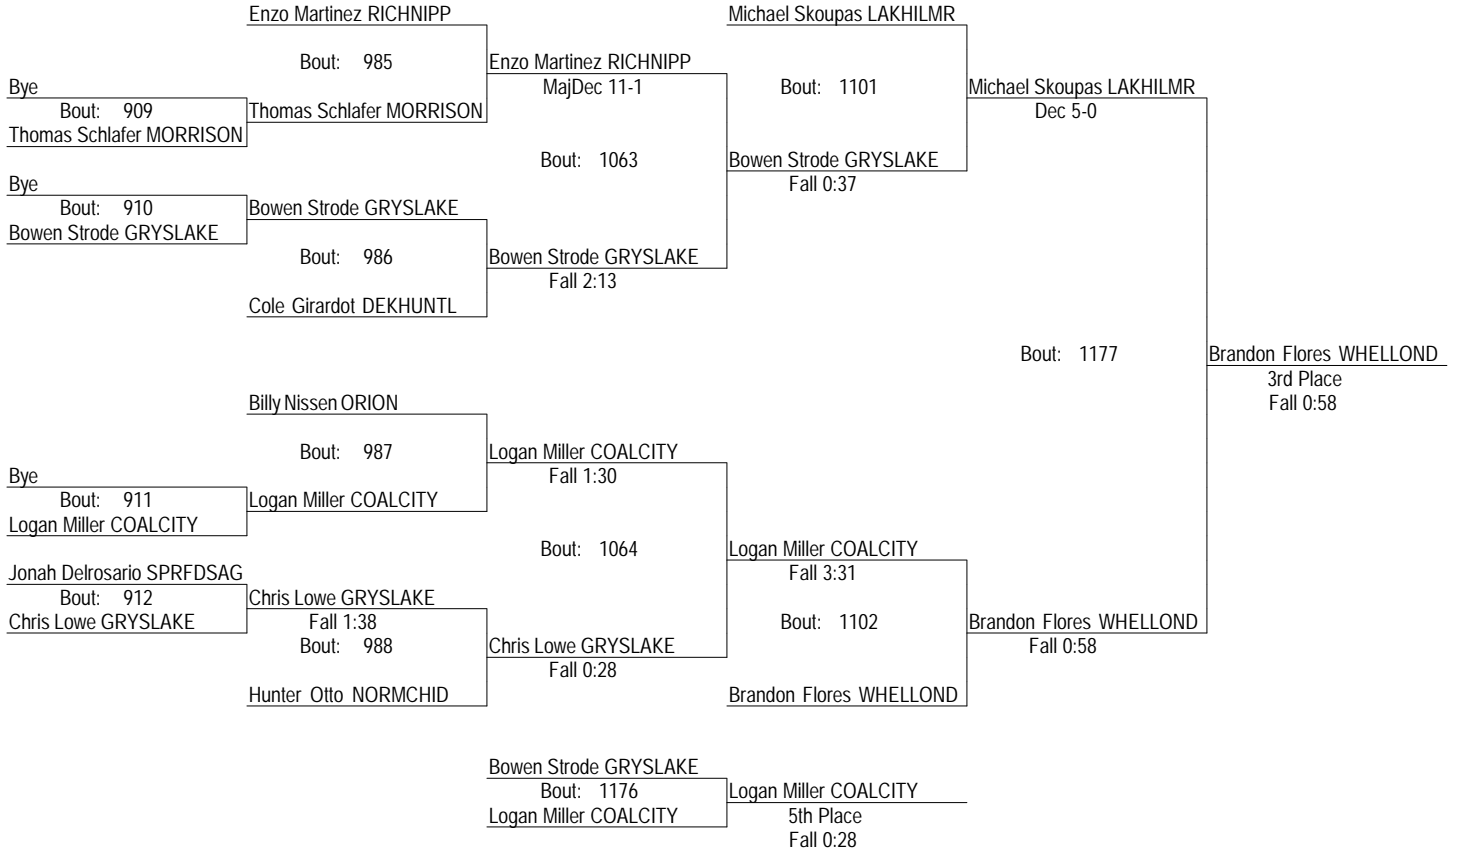 Enzo Martinez RICHNIPP
Michael Skoupas LAKHILMR
Bout: 985
Enzo Martinez RICHNIPP
MajDec 11-1
Bye
Bout: 909
Thomas Schlafer MORRISON
Thomas Schlafer MORRISON
Bout: 1101
Michael Skoupas LAKHILMR
Dec 5-0
Bout: 1063
Bowen Strode GRYSLAKE
Fall 0:37
Bye
Bout: 910
Bowen Strode GRYSLAKE
Bowen Strode GRYSLAKE
Bout: 986
Bowen Strode GRYSLAKE
Fall 2:13
Cole Girardot DEKHUNTL
Bout: 1177
Brandon Flores WHELLOND
3rd Place
Fall 0:58
Billy Nissen ORION
Bout: 987
Logan Miller COALCITY
Fall 1:30
Bye
Bout: 911
Logan Miller COALCITY
Logan Miller COALCITY
Bout: 1064
Logan Miller COALCITY
Fall 3:31
Jonah Delrosario SPRFDSAG
Bout: 912
Chris Lowe GRYSLAKE
Chris Lowe GRYSLAKE
Fall 1:38
Bout: 988
Chris Lowe GRYSLAKE
Fall 0:28
Bout: 1102
Brandon Flores WHELLOND
Fall 0:58
Hunter Otto NORMCHID
Brandon Flores WHELLOND
Bowen Strode GRYSLAKE
Bout: 1176
Logan Miller COALCITY
Logan Miller COALCITY
5th Place
Fall 0:28